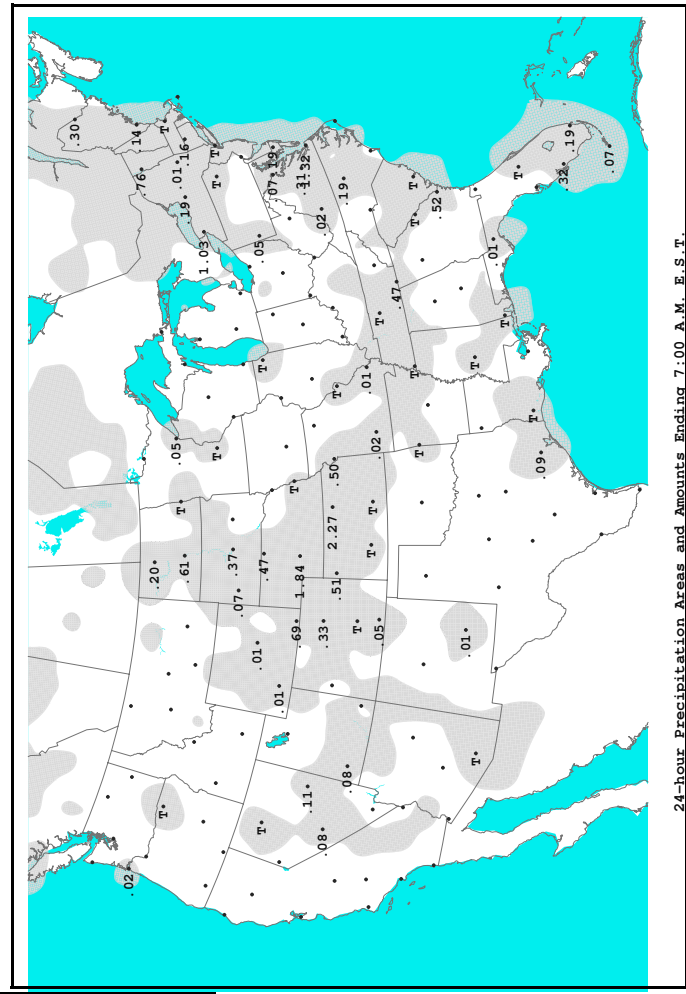 .30
.02
.14
.76
.20
T
T
.05
T
.01
.61
.19
.16
1.03
T
T
T
.07
.37
.01
.05
T
T
.47
.07
.19
.01
T
.69
1.84
.31
1.32
.11
.02
.08
.33
2.27
.51
.50
T
.19
.08
T
.01
T
T
.05
.02
T
.47
T
T
T
T
.52
.01
T
T
.01
T
T
T
.09
.32
.19
.07
24-hour Precipitation Areas and Amounts Ending 7:00 A.M. E.S.T.